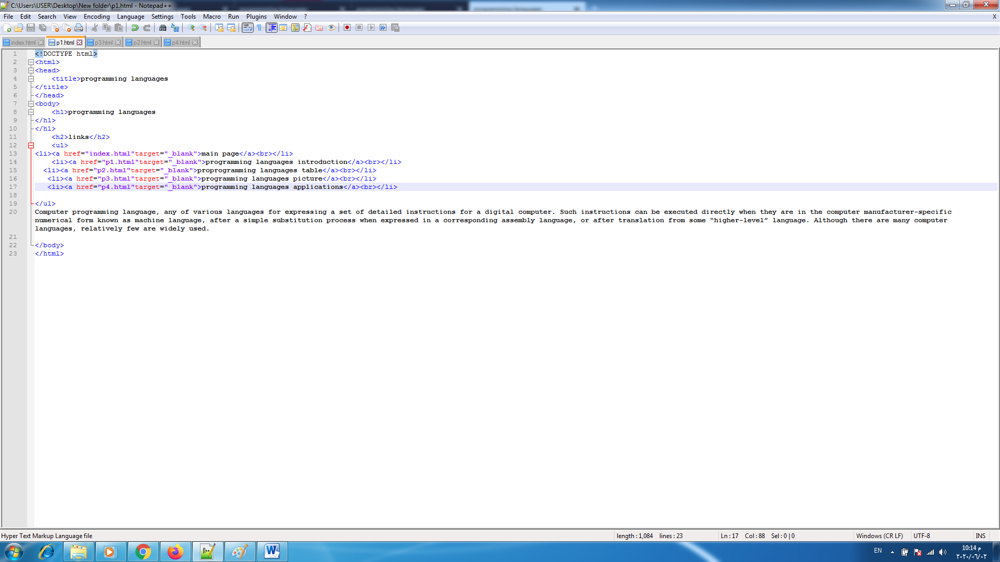 C:\Users\USER\Desktop\New folder\p1.html - Notepad++
File Edit Search View Encoding Language Settings Tools Macro Run Plugins Window ? X
index.html p1.html p3.html p2.html p4.html
1 <!DOCTYPE html>
2 <html>
3 <head>
4 <title>programming languages
5 </title>
6 </head>
7 <body>
8 <h1>programming languages
9 </h1>
10 </h1>
11 <h2>links</h2>
12 <ul>
13 <li><a href="index.html"target="_blank">main page</a><br></li>
14 <li><a href="p1.html"target="_blank">programming languages introduction</a><br></li>
15 <li><a href="p2.html"target="_blank">proprogramming languages table</a><br></li>
16 <li><a href="p3.html"target="_blank">programming languages picture</a><br></li>
17 <li><a href="p4.html"target="_blank">programming languages applications</a><br></li>
18
19 </ul>
20 Computer programming language, any of various languages for expressing a set of detailed instructions for a digital computer. Such instructions can be executed directly when they are in the computer manufacturer-specific
numerical form known as machine language, after a simple substitution process when expressed in a corresponding assembly language, or after translation from some “higher-level” language. Although there are many computer
languages, relatively few are widely used.
21
22 </body>
23 </html>
Hyper Text Markup Language file length : 1,084 lines : 23 Ln : 17 Col : 88 Sel : 0 | 0 Windows (CR LF) UTF-8 INS
EN 10:14 م
٢٠٢٠/٠٦/٠٢